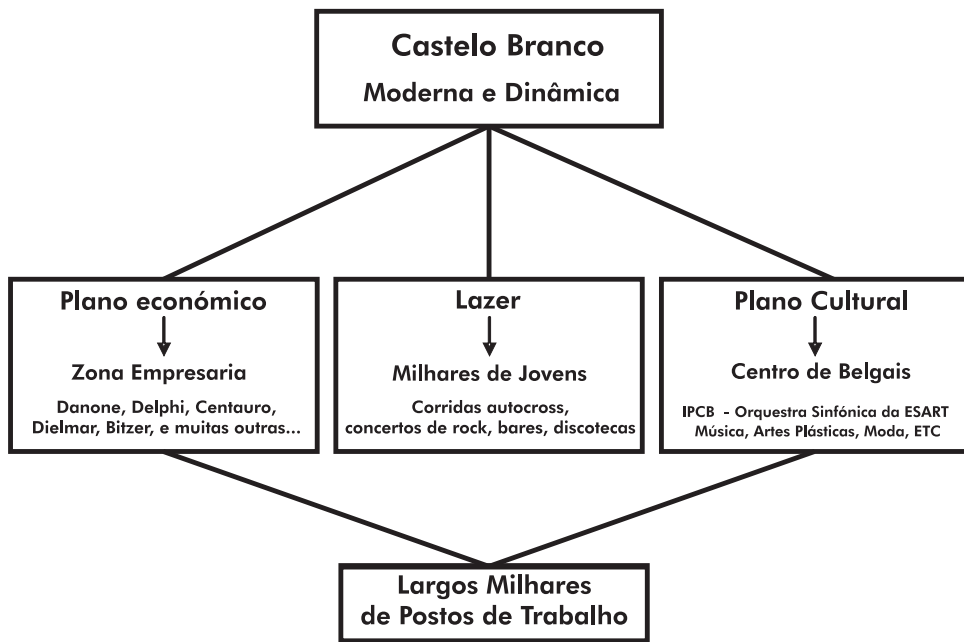 Castelo Branco
Moderna e Dinâmica
Plano económico
Zona Empresaria
Danone, Delphi, Centauro,
Dielmar, Bitzer, e muitas outras...
Lazer
Milhares de Jovens
Corridas autocross,
concertos de rock, bares, discotecas
Plano Cultural
Centro de Belgais
IPCB - Orquestra Sinfónica da ESART
Música, Artes Plásticas, Moda, ETC
Largos Milhares
de Postos de Trabalho